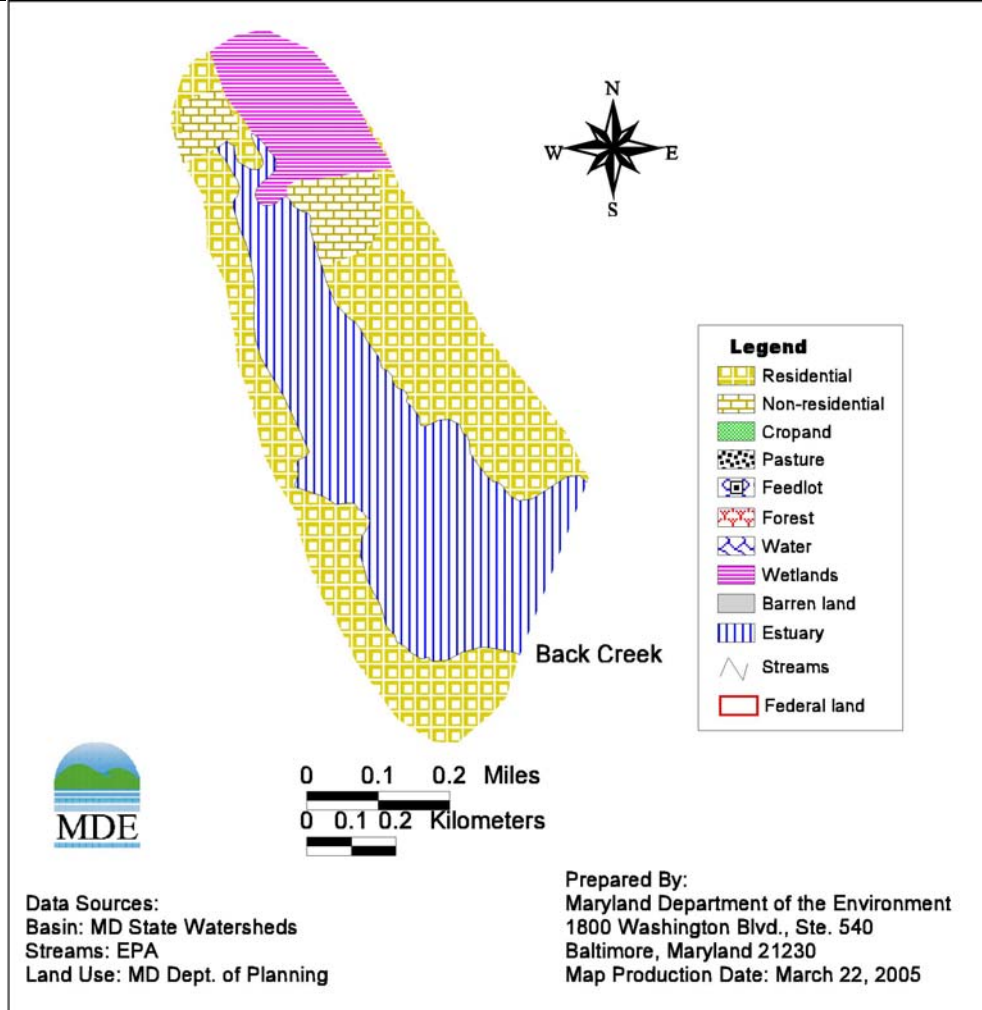 N
W E
S
Legend
Residential
Non-residential
Cropand
Pasture
Feedlot
Forest
Water
Wetlands
Barren land
Estuary
Streams
Federal land
Back Creek
MDE
0 0.1 0.2 Miles
0 0.1 0.2 Kilometers
Data Sources:
Basin: MD State Watersheds
Streams: EPA
Land Use: MD Dept. of Planning
Prepared By:
Maryland Department of the Environment
1800 Washington Blvd., Ste. 540
Baltimore, Maryland 21230
Map Production Date: March 22, 2005